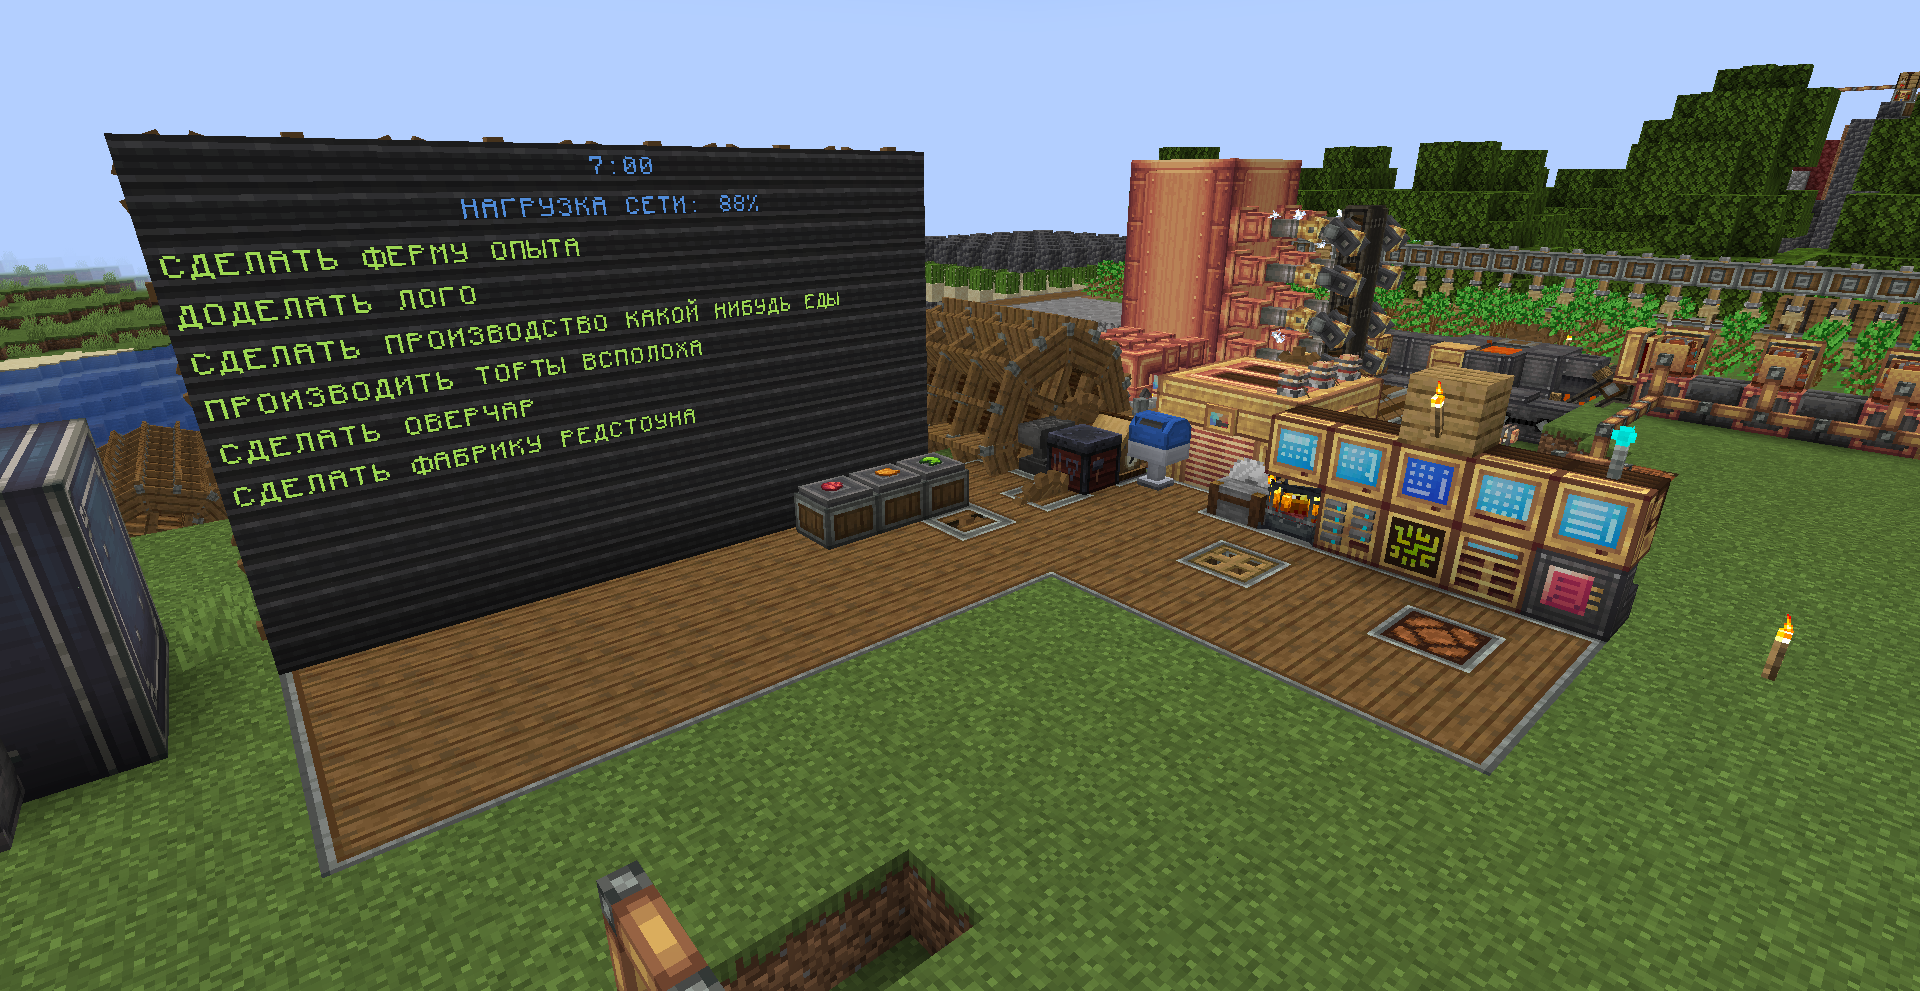 7:00
НАГРУЗКА СЕТИ: 88%
СДЕЛАТЬ ФЕРМУ ОПЫТА
ДОДЕЛАТЬ ЛОГО
СДЕЛАТЬ ПРОИЗВОДСТВО КАКОЙ НИБУДЬ ЕДЫ
ПРОИЗВОДИТЬ ТОРТЫ ВСПОЛОХА
СДЕЛАТЬ ОВЕРЧАР
СДЕЛАТЬ ФАБРИКУ РЕДСТОУНА